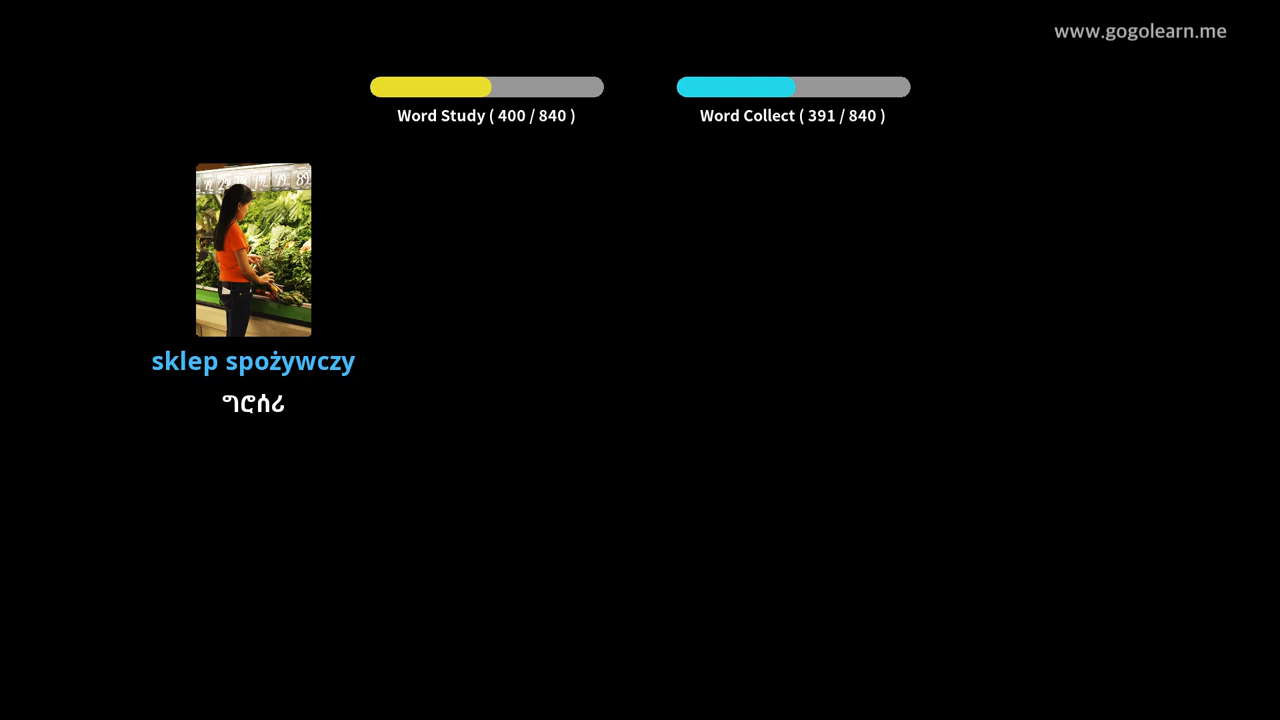 www.gogolearn.me
Word Study ( 400 / 840 )
Word Collect ( 391 / 840 )
sklep spożywczy
ግሮሰሪ